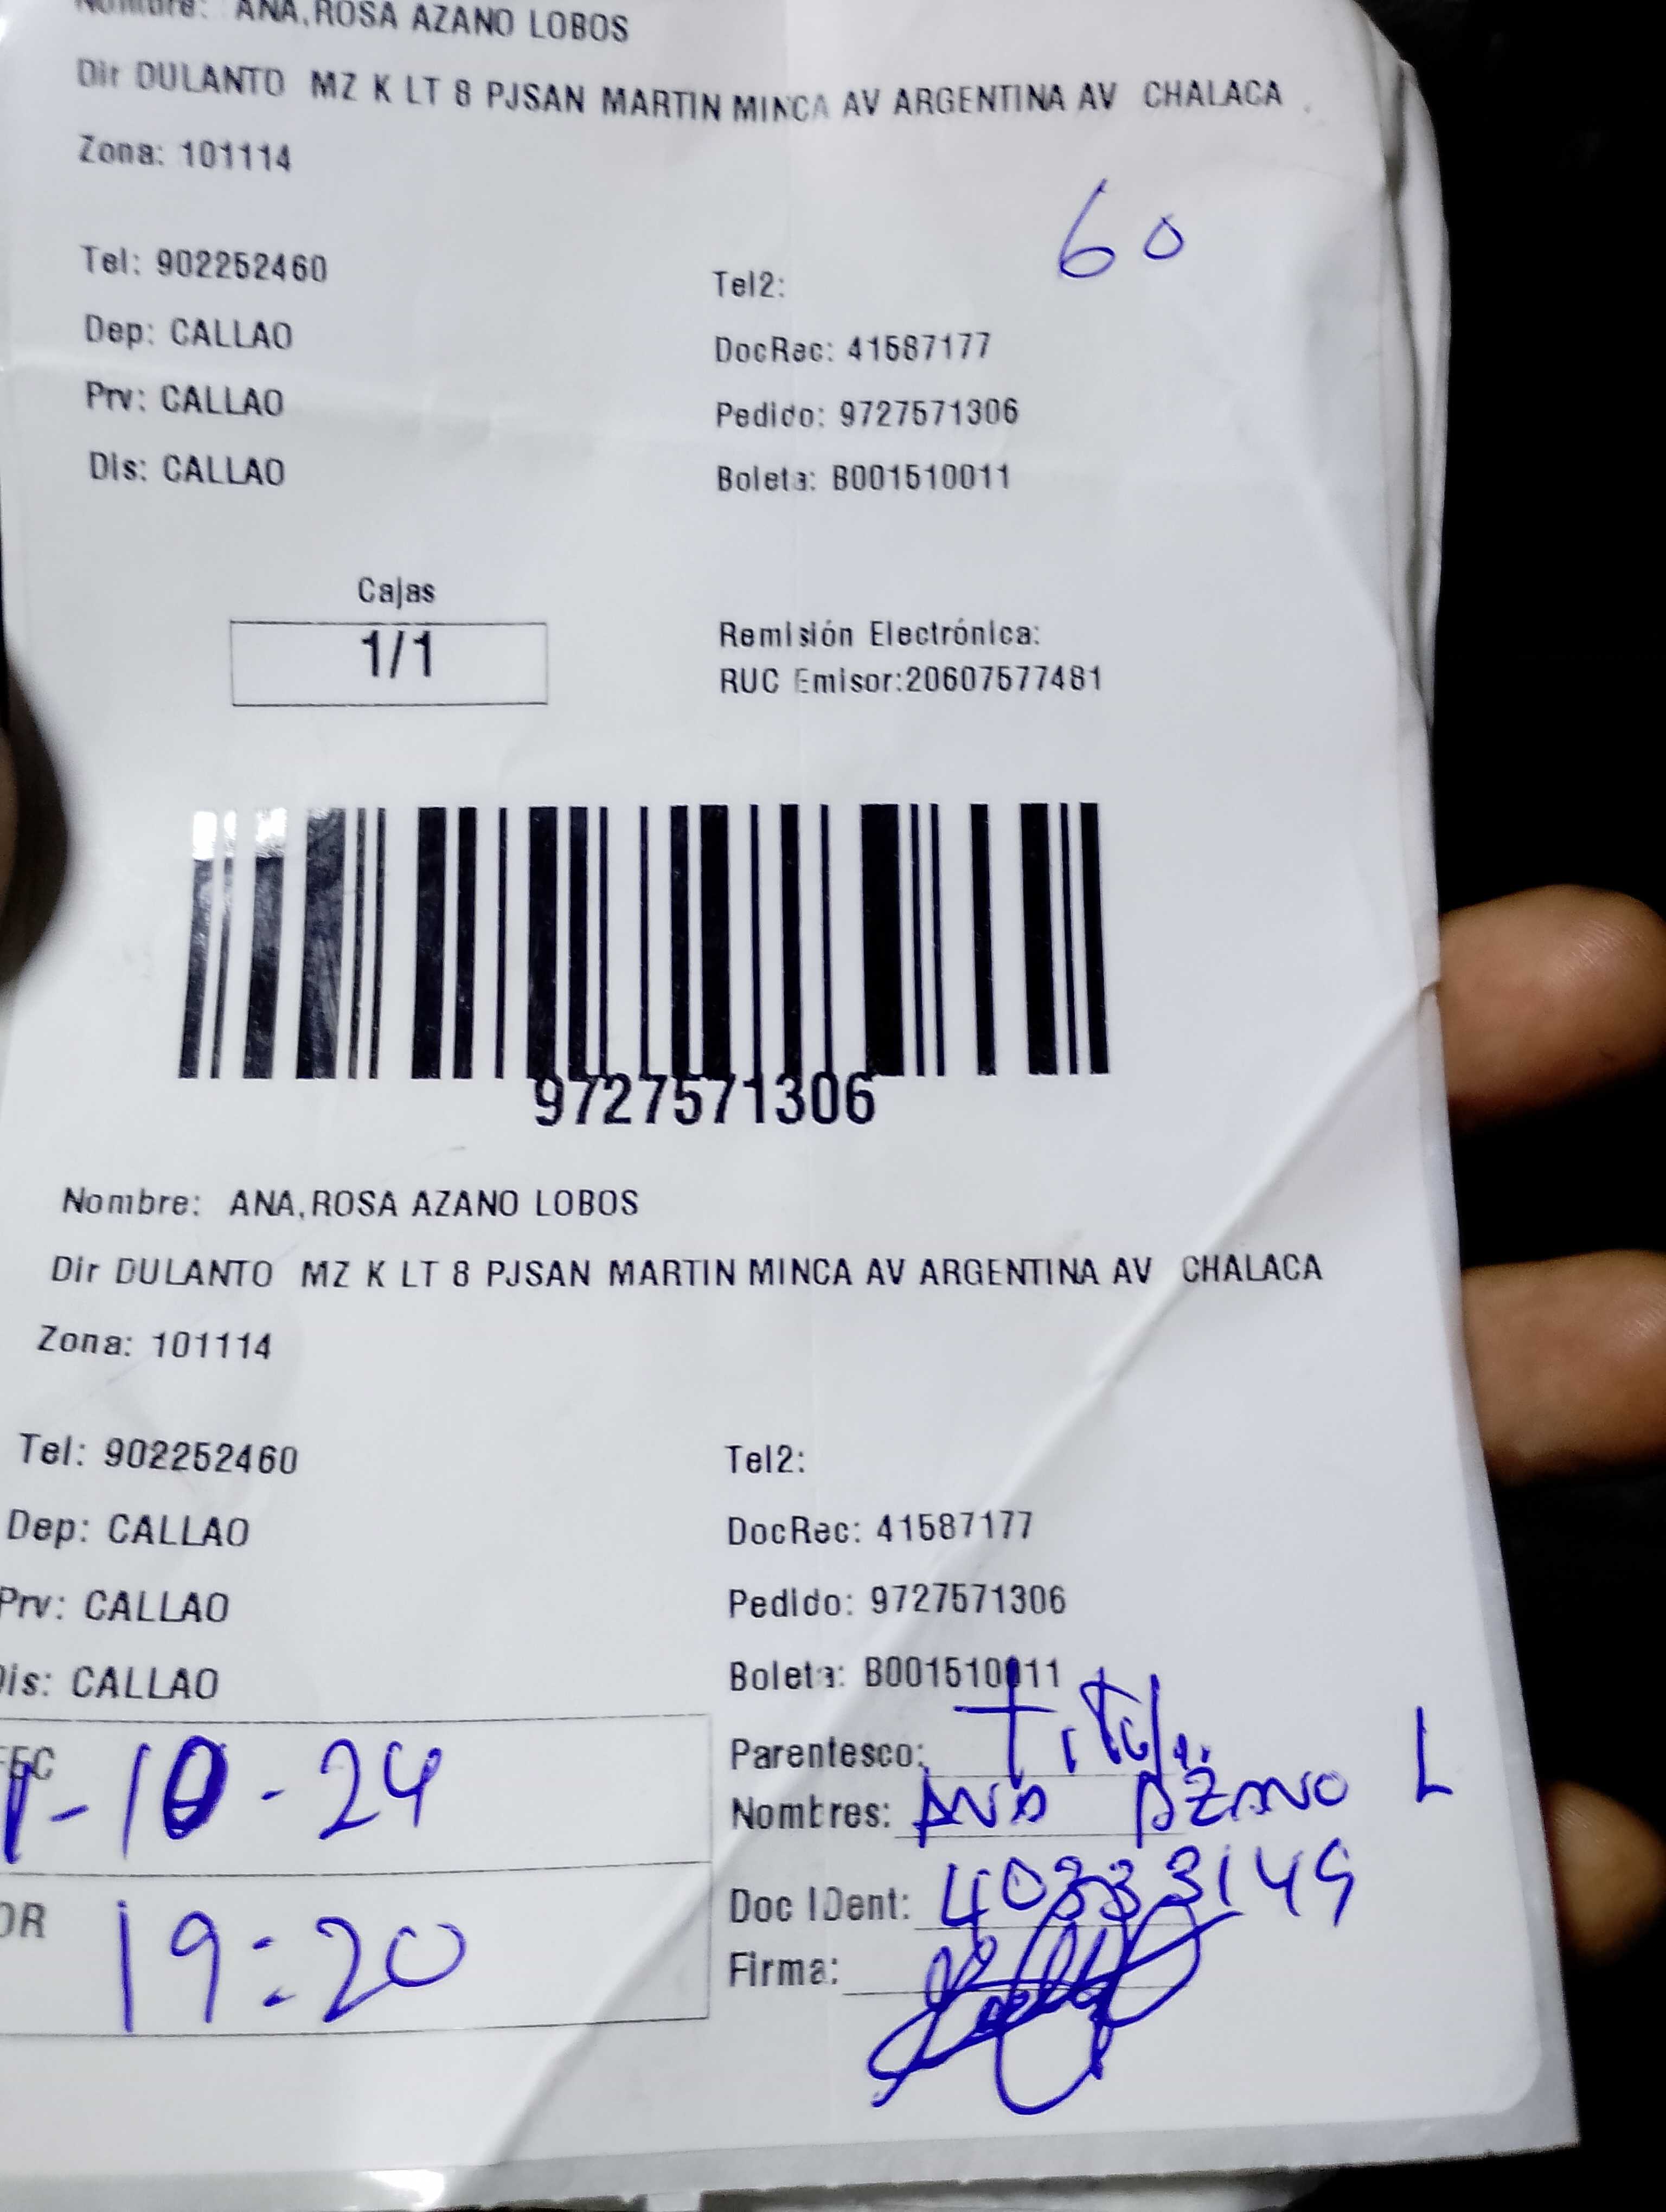 Nombre: ANA,ROSA AZANO LOBOS
Dir DULANTO MZ K LT 8 PJSAN MARTIN MINCA AV ARGENTINA AV CHALACA
Zona: 101114
60
Tel: 902252460
Tel2:
Dep: CALLAO
DocRec: 41587177
Prv: CALLAO
Pedido: 9727571306
Dis: CALLAO
Boleta: B001510011
Cajas
1/1
Remisión Electrónica:
RUC Emisor:20607577481
9727571306
Nombre: ANA,ROSA AZANO LOBOS
Dir DULANTO MZ K LT 8 PJSAN MARTIN MINCA AV ARGENTINA AV CHALACA
Zona: 101114
Tel: 902252460
Tel2:
Dep: CALLAO
DocRec: 41587177
Prv: CALLAO
Pedido: 9727571306
Dis: CALLAO
Boleta: B001510011
Parentesco:
-10-24
Nombres: ANA AZANO L
Doc IDent: 40333149
19:20
Firma: